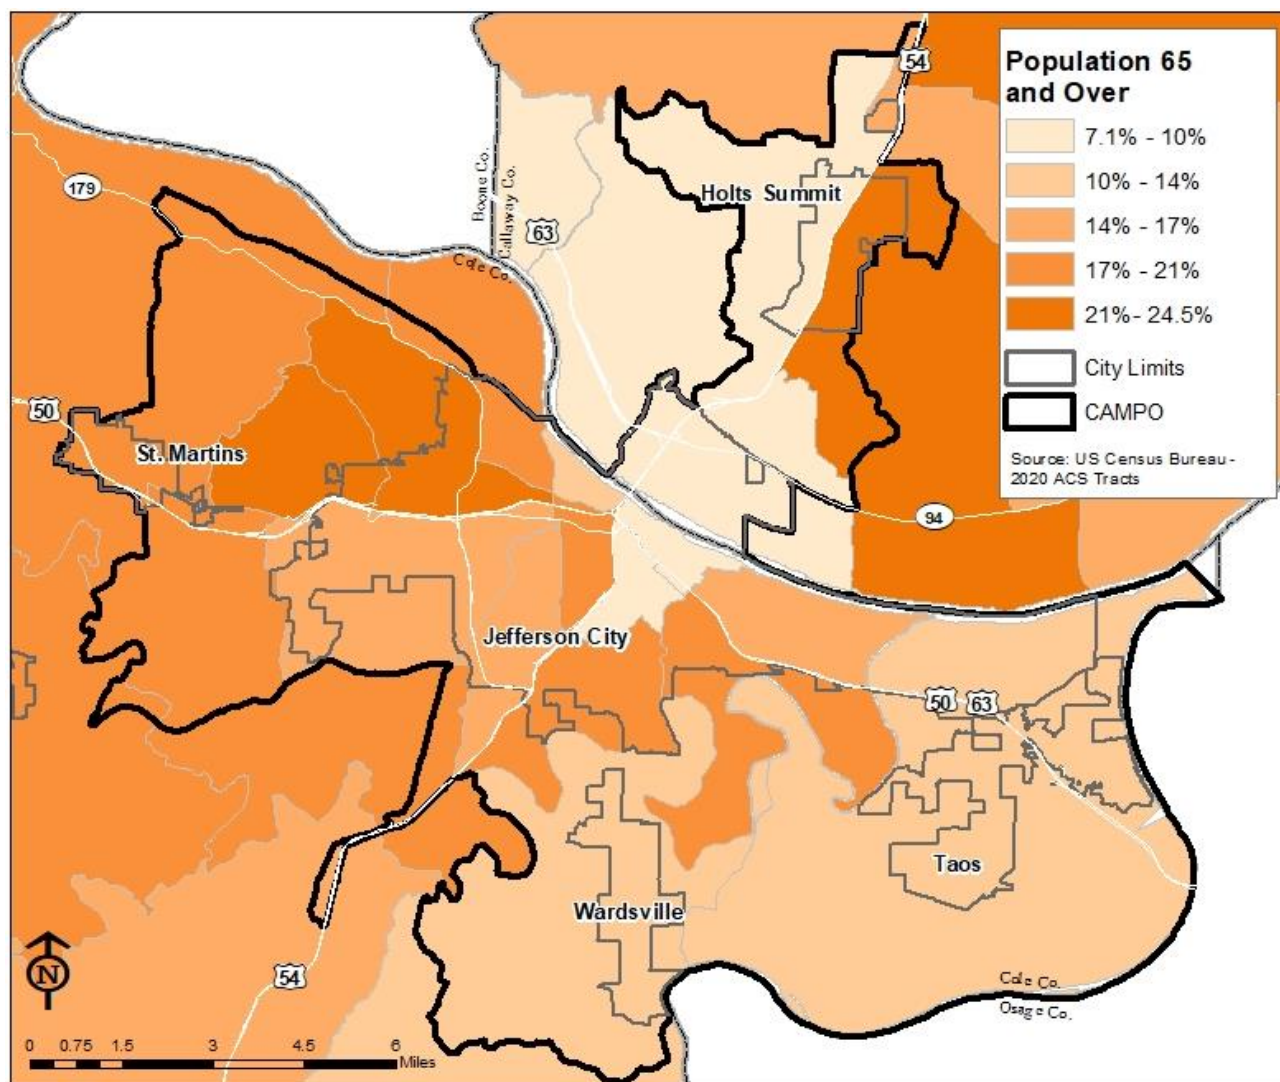 54
Population 65
and Over
7.1% - 10%
10% - 14%
14% - 17%
17% - 21%
21% - 24.5%
City Limits
CAMPO
Source: US Census Bureau -
2020 ACS Tracts
179
Boone Co.
Callaway Co.
63
Cole Co.
Holts Summit
50
St. Martins
94
Jefferson City
50
63
Taos
Wardsville
54
Cole Co.
Osage Co.
N
0 0.75 1.5 3 4.5 6
Miles